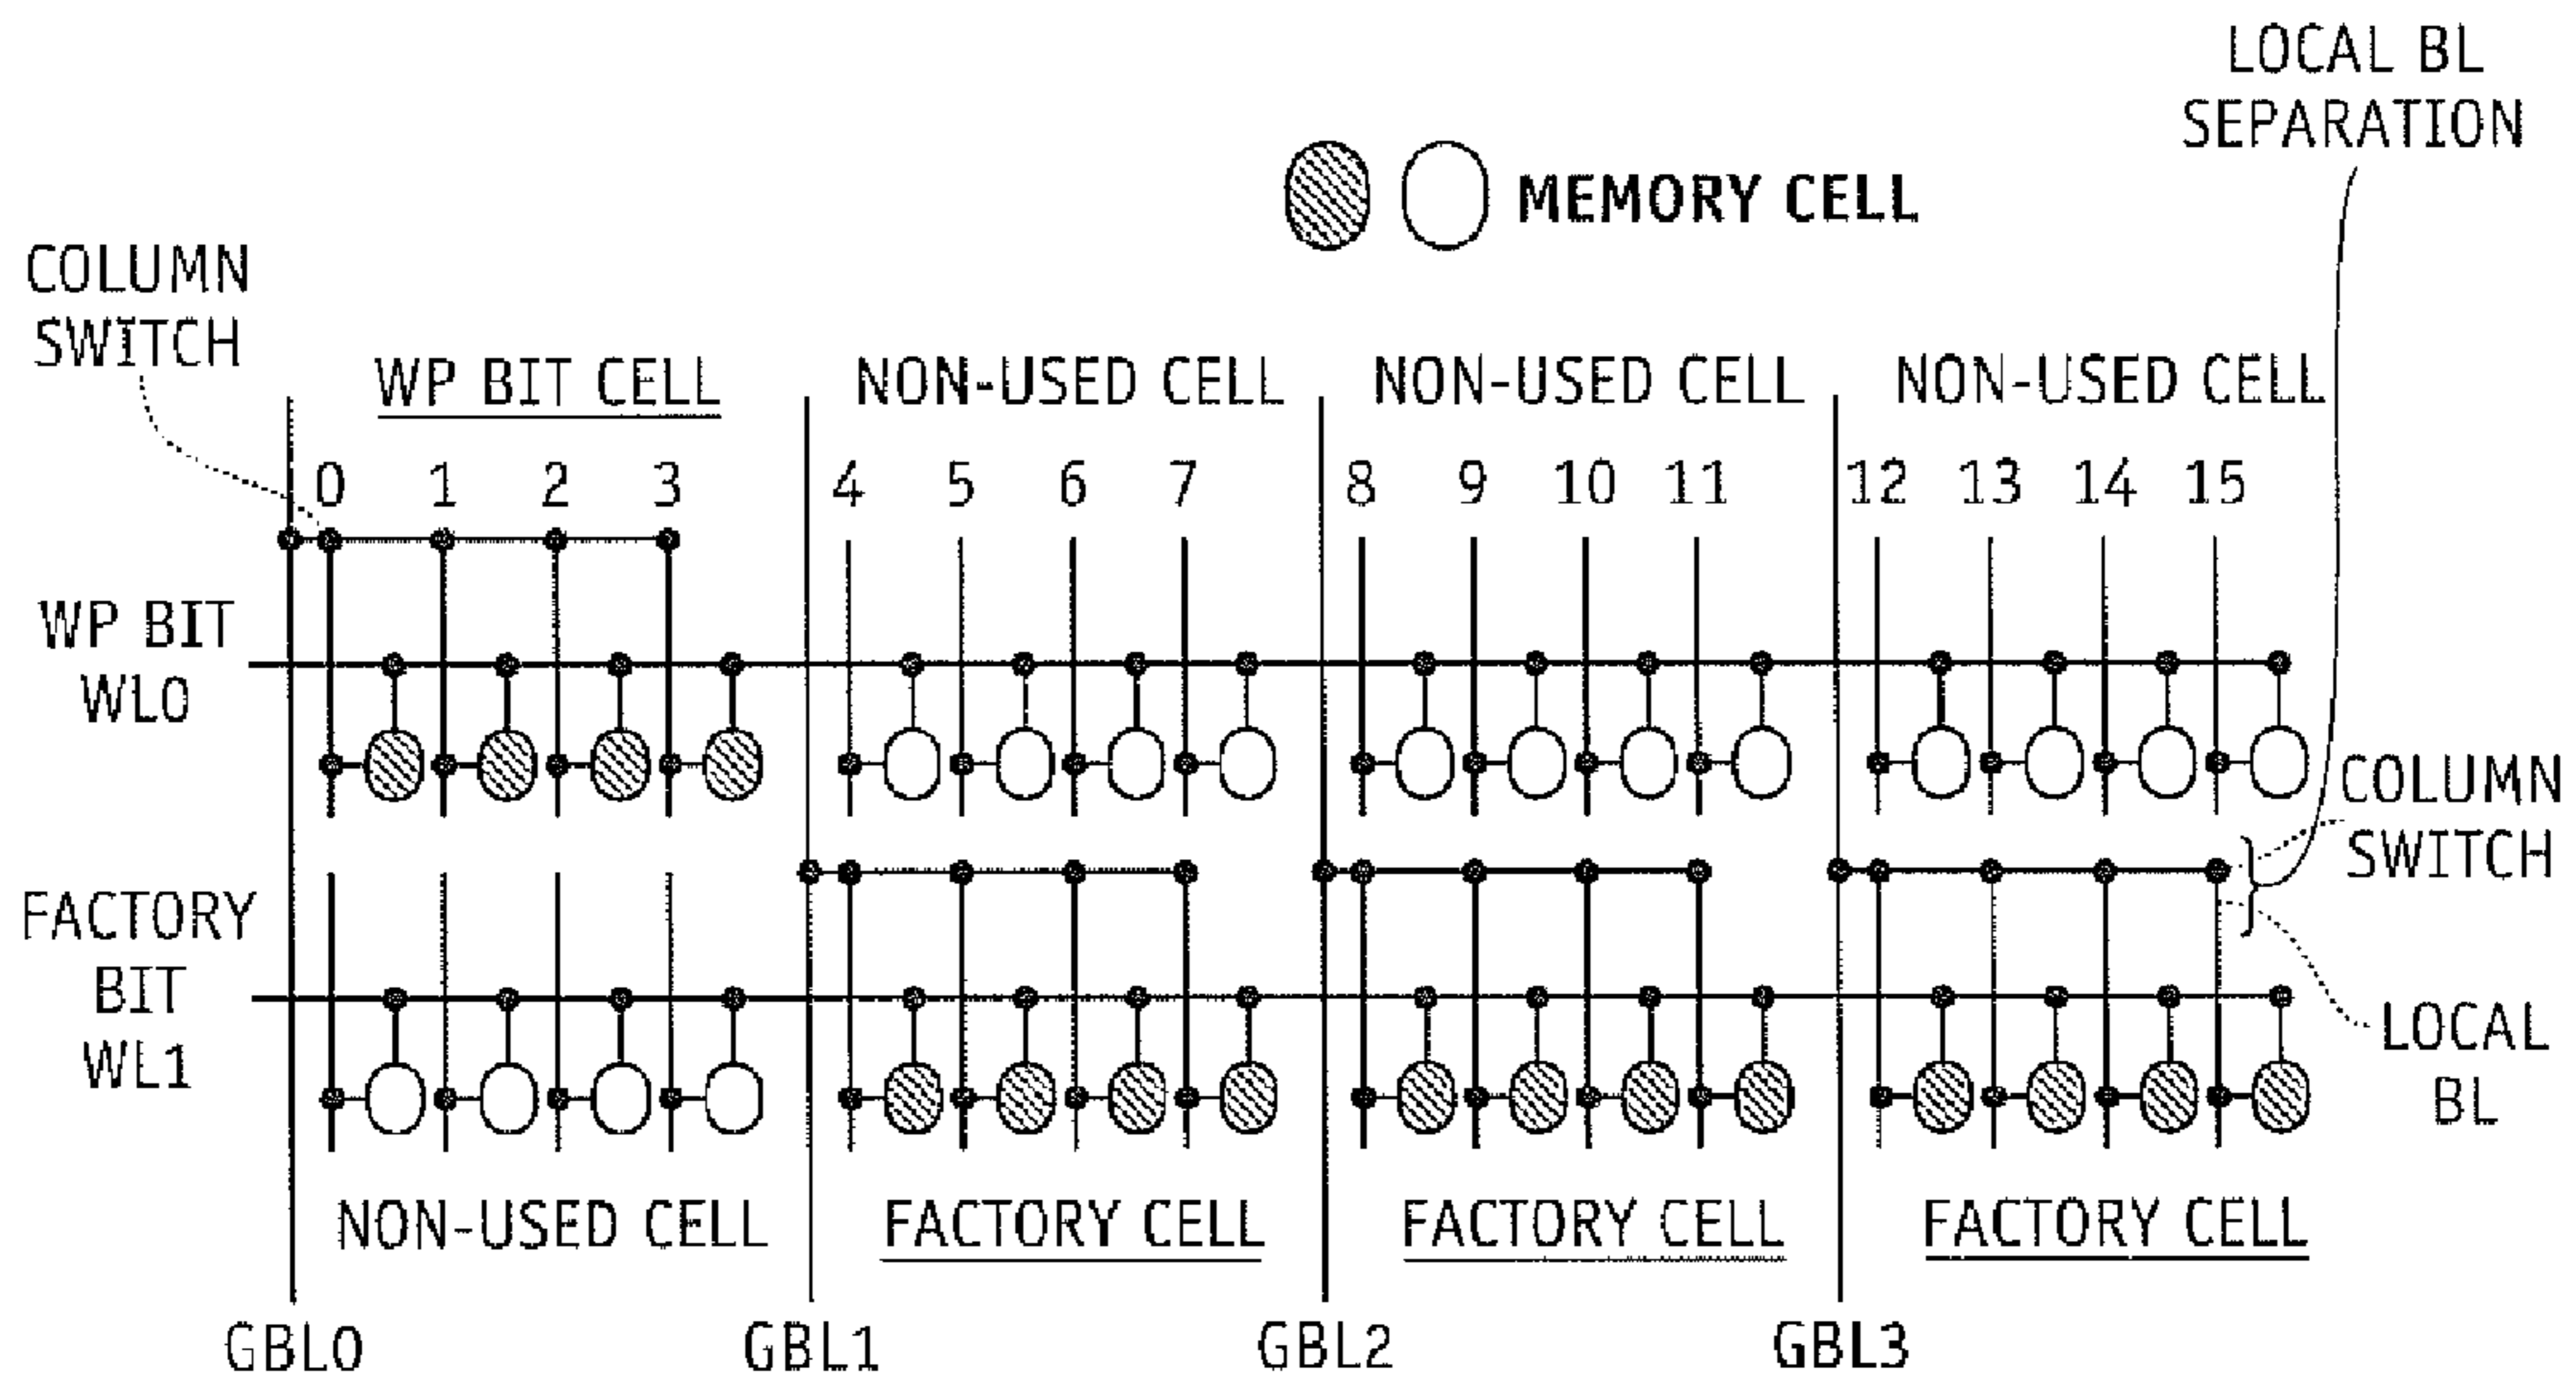 LOCAL BL
SEPARATION
MEMORY CELL
COLUMN
SWITCH
WP BIT CELL
NON-USED CELL
NON-USED CELL
NON-USED CELL
0 1 2 3 4 5 6 7 8 9 10 11 12 13 14 15
WP BIT
WL0
COLUMN
SWITCH
FACTORY
BIT
WL1
LOCAL
BL
NON-USED CELL
FACTORY CELL
FACTORY CELL
FACTORY CELL
GBL0
GBL1
GBL2
GBL3